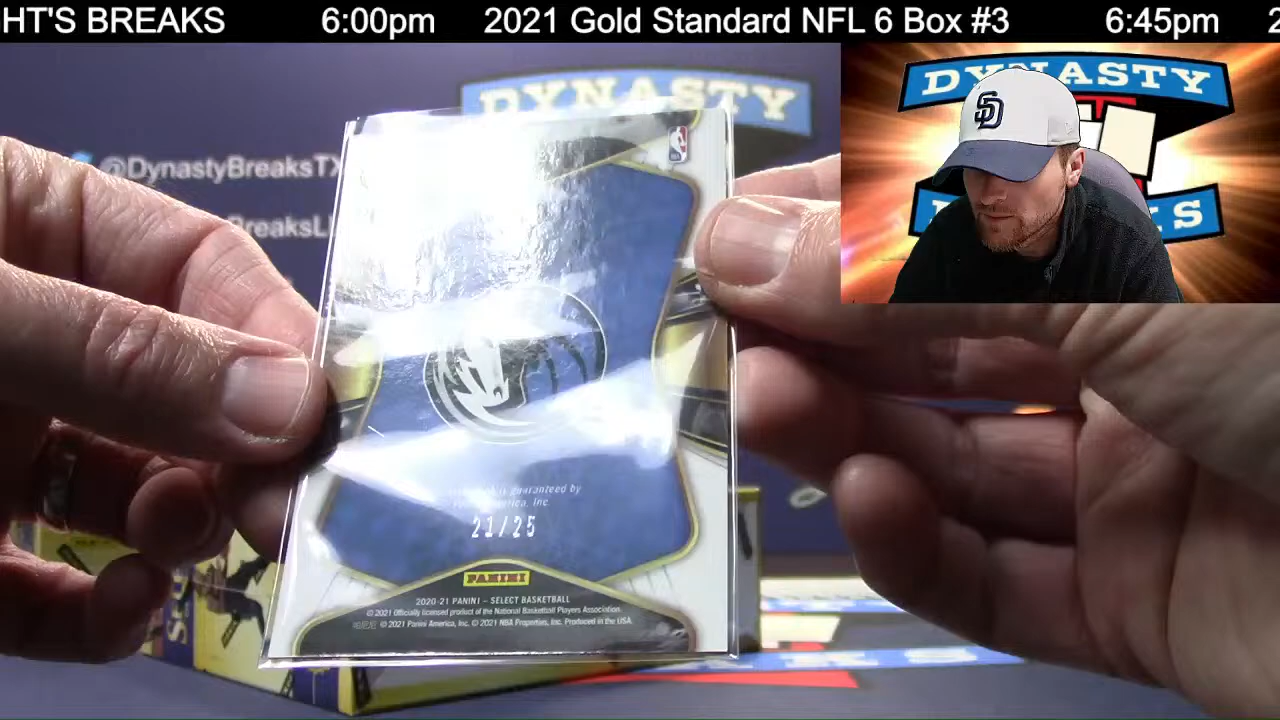 HT'S BREAKS 6:00pm 2021 Gold Standard NFL 6 Box #3 6:45pm 2
DYNASTY
@DynastyBreaksTX
DYNASTY
SD
S
guaranteed by
Inc.
21/25
PANINI
2020-21 PANINI – SELECT BASKETBALL
© 2021 Officially licensed product of the National Basketball Players Association.
© 2021 Panini America, Inc. © 2021 NBA Properties, Inc. Produced in the USA.